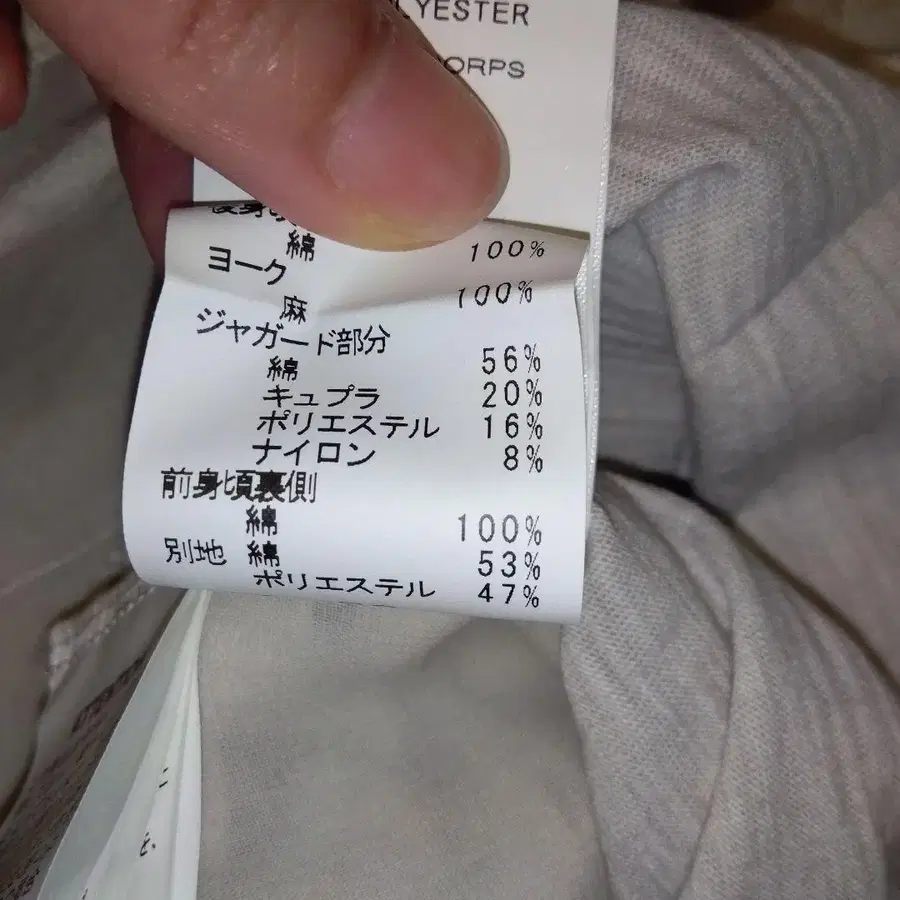 LYESTER
ORPS
綿 100%
ヨーク
麻 100%
ジャガード部分
綿 56%
キュプラ 20%
ポリエステル 16%
ナイロン 8%
前身頃裏側
綿 100%
別地 綿 53%
ポリエステル 47%